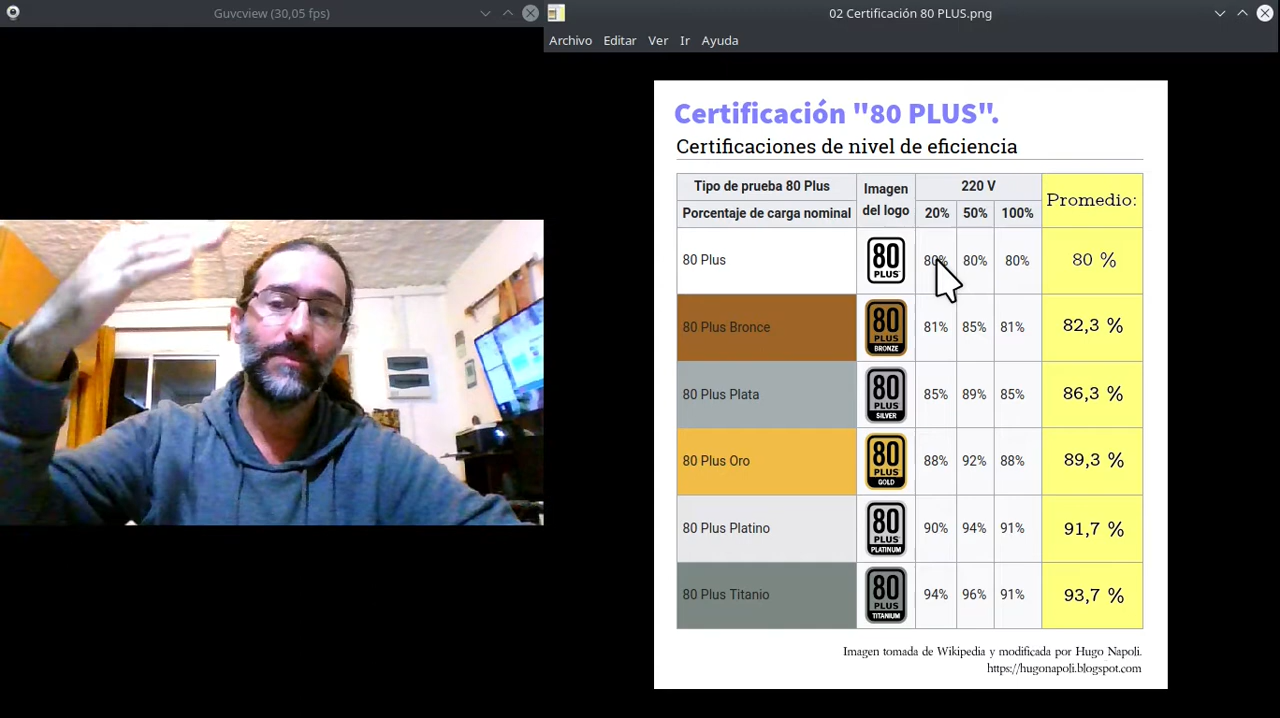 Guvcview (30,05 fps)
02 Certificación 80 PLUS.png
Archivo Editar Ver Ir Ayuda
Certificación "80 PLUS".
Certificaciones de nivel de eficiencia
Tipo de prueba 80 Plus Imagen del logo 220 V Promedio:
Porcentaje de carga nominal 20% 50% 100%
80 Plus 80 PLUS 80% 80% 80% 80 %
80 Plus Bronce 80 PLUS BRONZE 81% 85% 81% 82,3 %
80 Plus Plata 80 PLUS SILVER 85% 89% 85% 86,3 %
80 Plus Oro 80 PLUS GOLD 88% 92% 88% 89,3 %
80 Plus Platino 80 PLUS PLATINUM 90% 94% 91% 91,7 %
80 Plus Titanio 80 PLUS TITANIUM 94% 96% 91% 93,7 %
Imagen tomada de Wikipedia y modificada por Hugo Napoli.
https://hugonapoli.blogspot.com